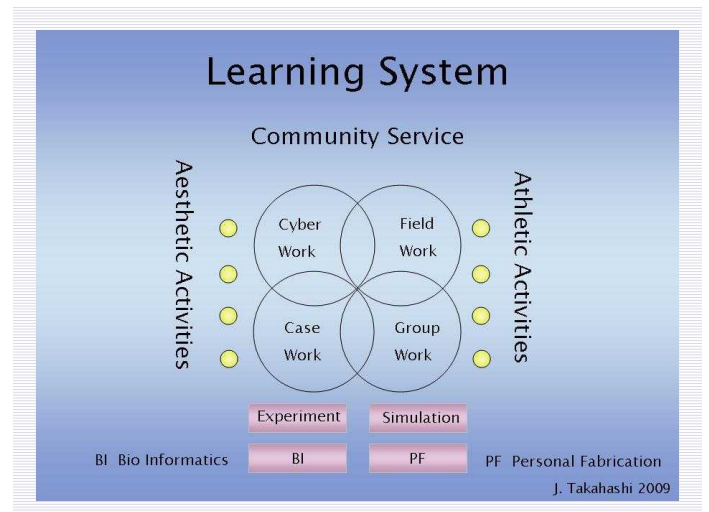 Learning System
Community Service
Aesthetic Activities
Athletic Activities
Cyber
Work
Field
Work
Case
Work
Group
Work
Experiment
Simulation
BI Bio Informatics
BI
PF
PF Personal Fabrication
J. Takahashi 2009